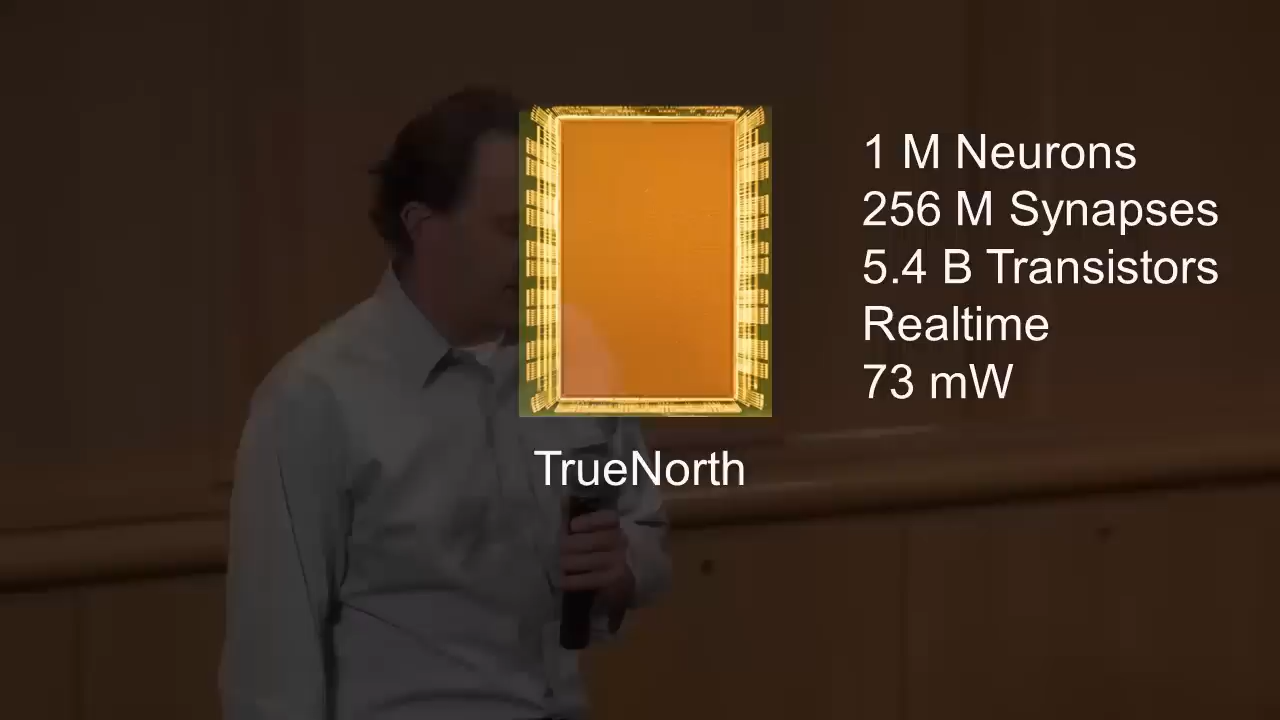 1 M Neurons
256 M Synapses
5.4 B Transistors
Realtime
73 mW
TrueNorth